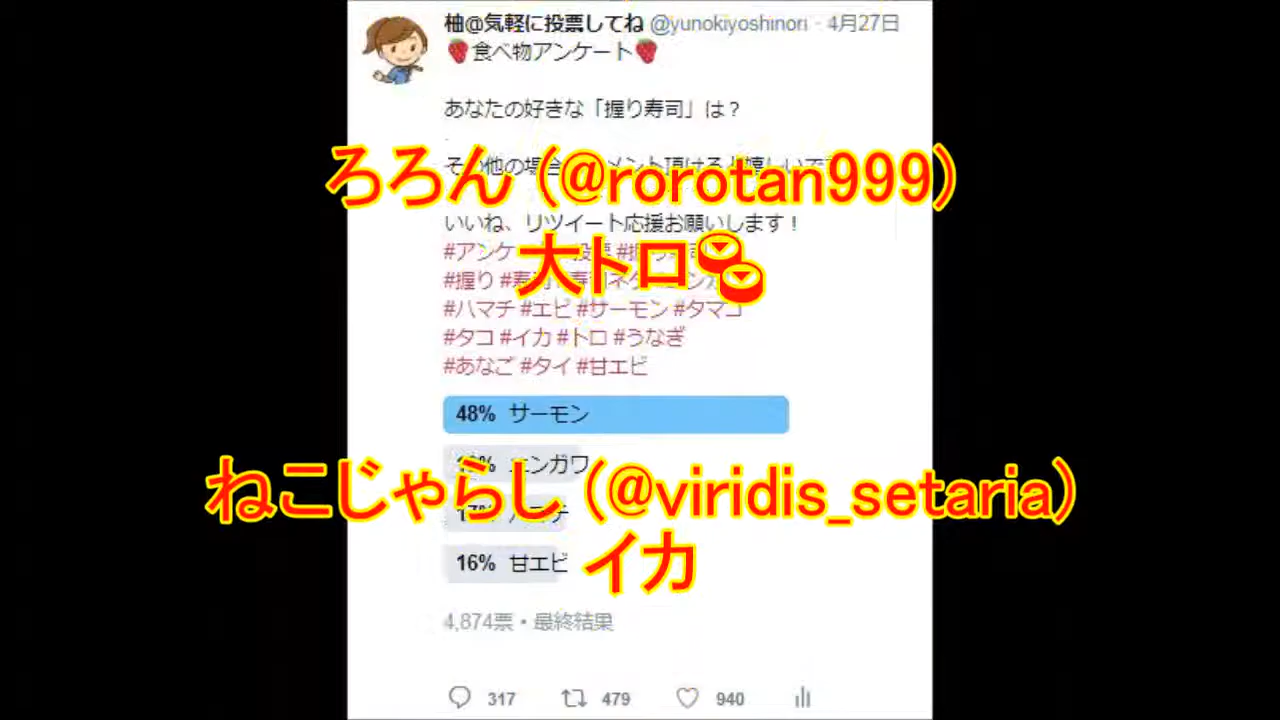 柚@気軽に投票してね @yunokiyoshinori · 4月27日
🍓食べ物アンケート🍓
あなたの好きな「握り寿司」は？
ろろん (@rorotan999)
いいね、リツイート応援お願いします！
大トロ🍣
#ハマチ #エビ #サーモン #タマゴ
#タコ #イカ #トロ #うなぎ
#あなご #タイ #甘エビ
48% サーモン
エンガワ
ねこじゃらし (@viridis_setaria)
16% 甘エビ
イカ
4,874票・最終結果
317 479 940